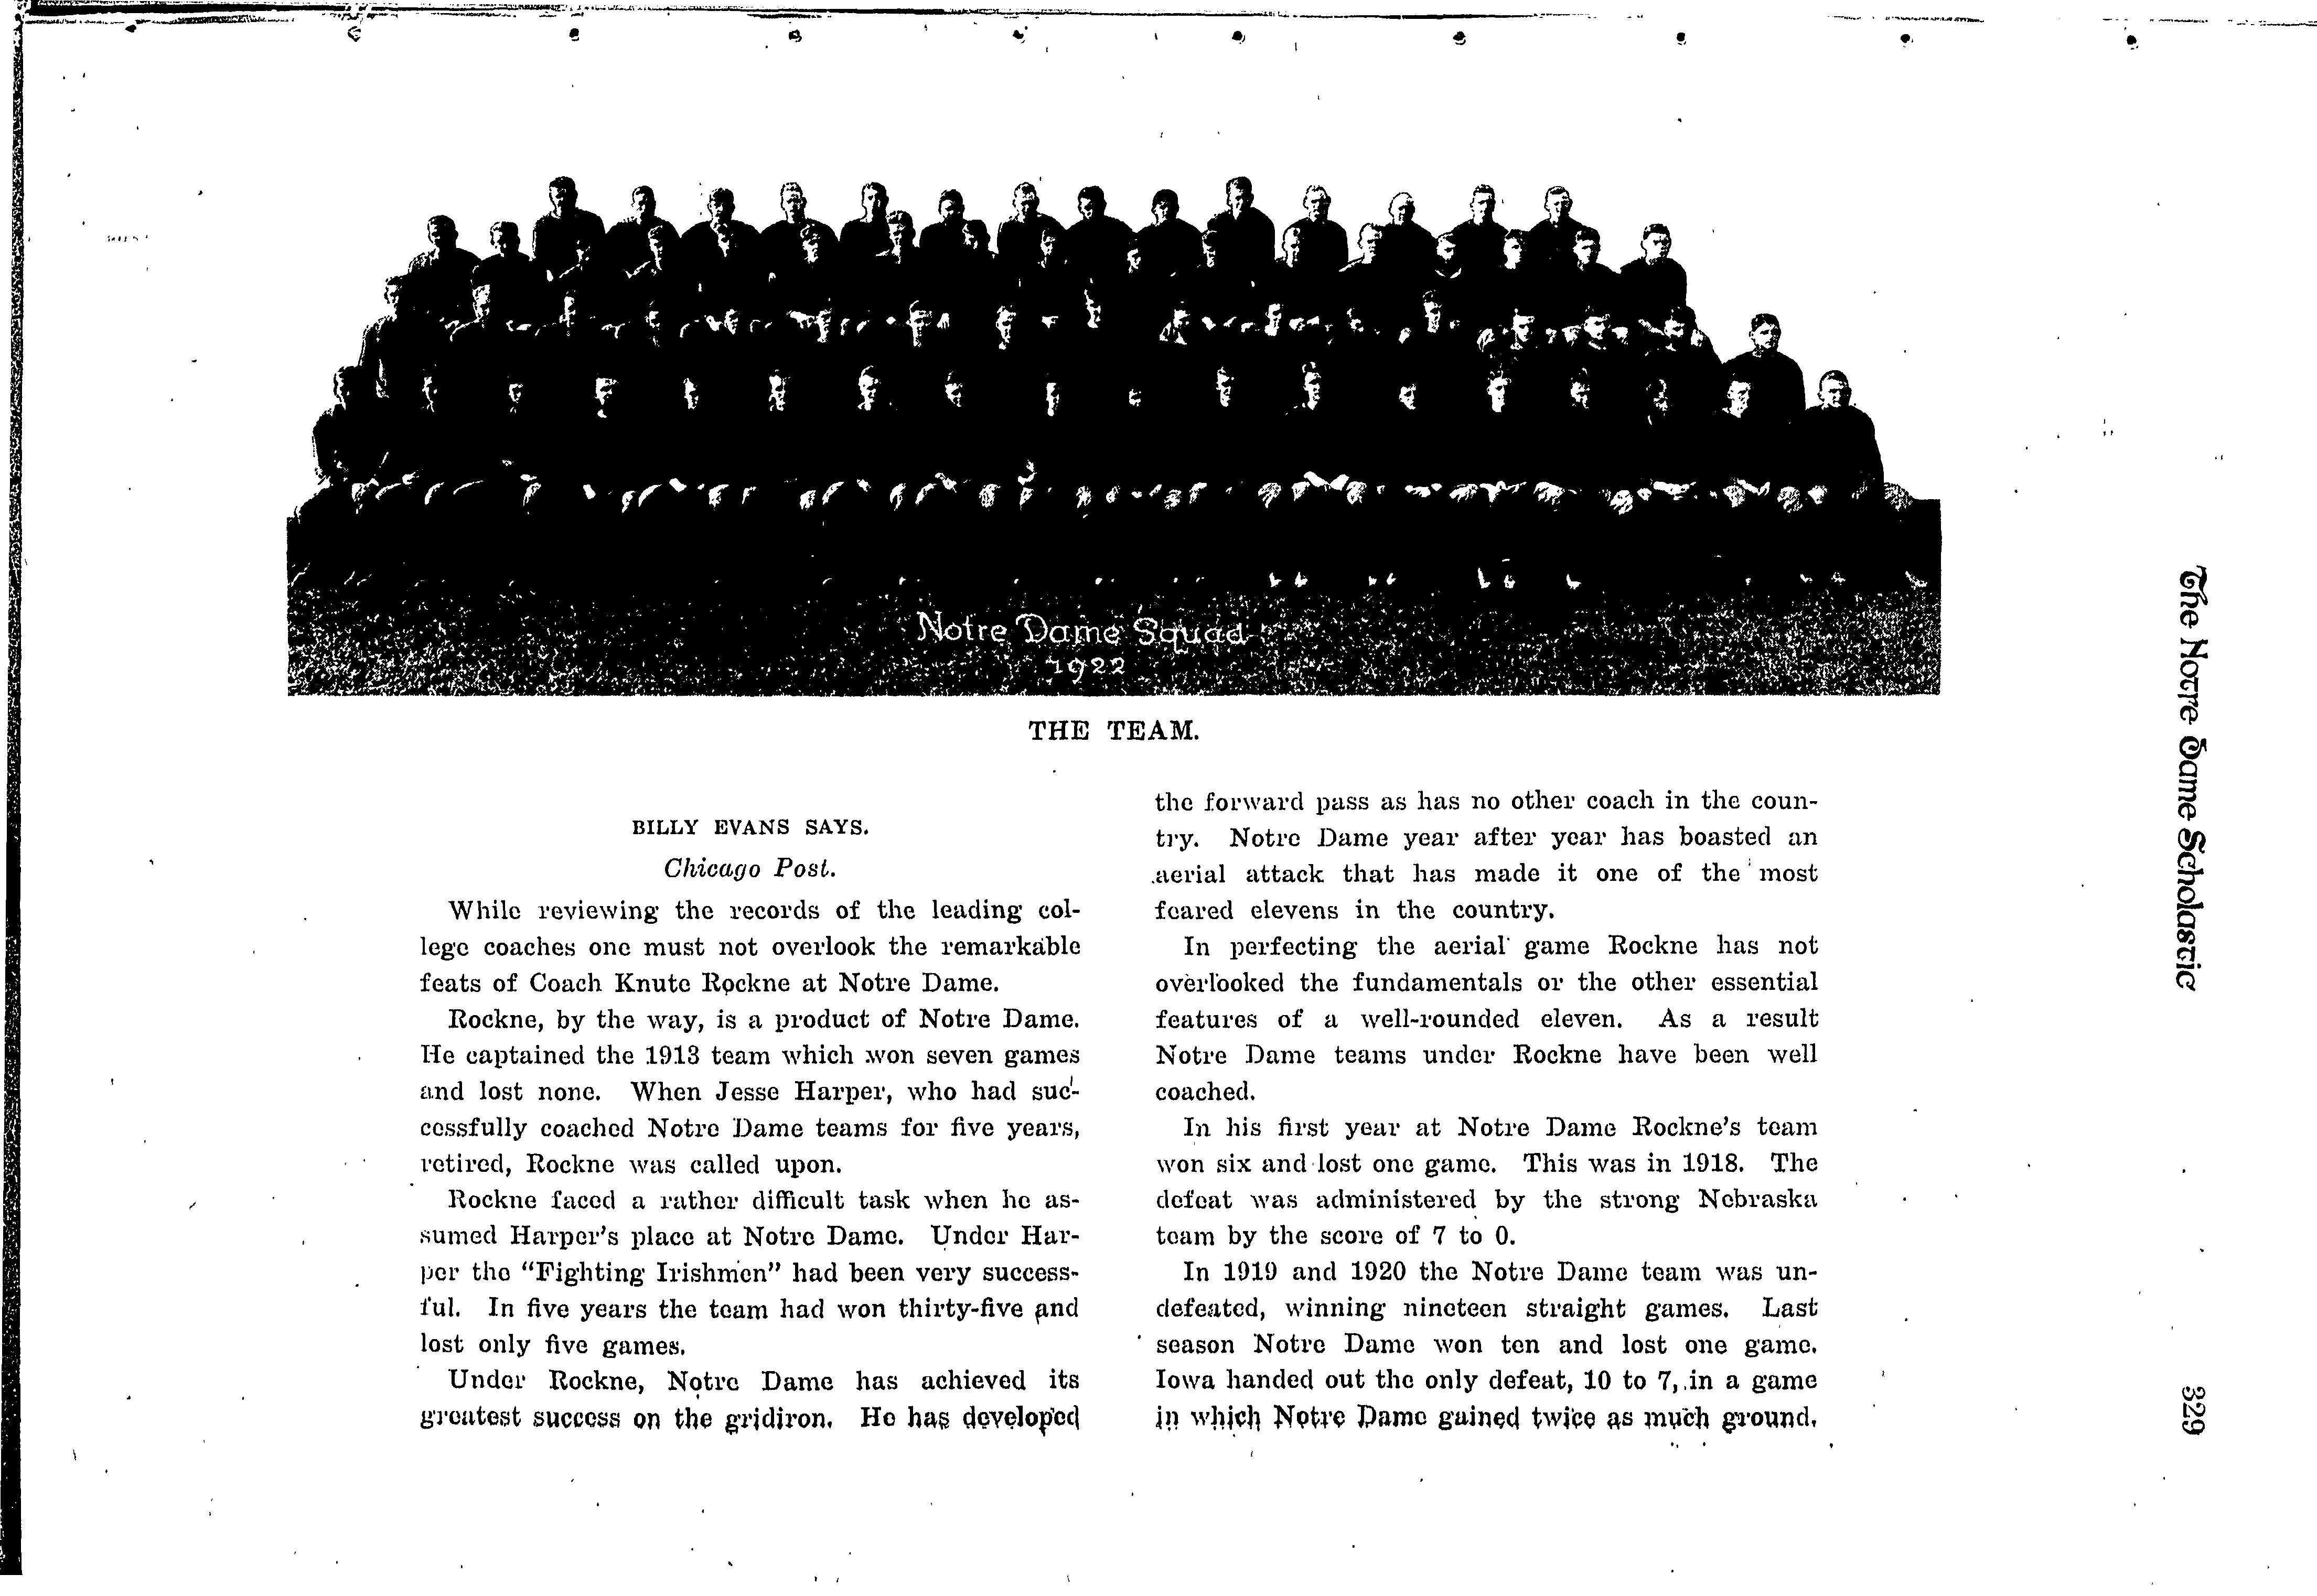 Notre Dame Squad
1922
THE TEAM.
BILLY EVANS SAYS.
Chicago Post.
While reviewing the records of the leading col-
lege coaches one must not overlook the remarkable
feats of Coach Knute Rockne at Notre Dame.
Rockne, by the way, is a product of Notre Dame.
He captained the 1913 team which won seven games
and lost none. When Jesse Harper, who had suc-
cessfully coached Notre Dame teams for five years,
retired, Rockne was called upon.
Rockne faced a rather difficult task when he as-
sumed Harper's place at Notre Dame. Under Har-
per the "Fighting Irishmen" had been very success-
ful. In five years the team had won thirty-five and
lost only five games.
Under Rockne, Notre Dame has achieved its
greatest success on the gridiron. He has developed
the forward pass as has no other coach in the coun-
try. Notre Dame year after year has boasted an
aerial attack that has made it one of the most
feared elevens in the country.
In perfecting the aerial game Rockne has not
overlooked the fundamentals or the other essential
features of a well-rounded eleven. As a result
Notre Dame teams under Rockne have been well
coached.
In his first year at Notre Dame Rockne's team
won six and lost one game. This was in 1918. The
defeat was administered by the strong Nebraska
team by the score of 7 to 0.
In 1919 and 1920 the Notre Dame team was un-
defeated, winning nineteen straight games. Last
season Notre Dame won ten and lost one game.
Iowa handed out the only defeat, 10 to 7, in a game
in which Notre Dame gained twice as much ground.
The Notre Dame Scholastic
329